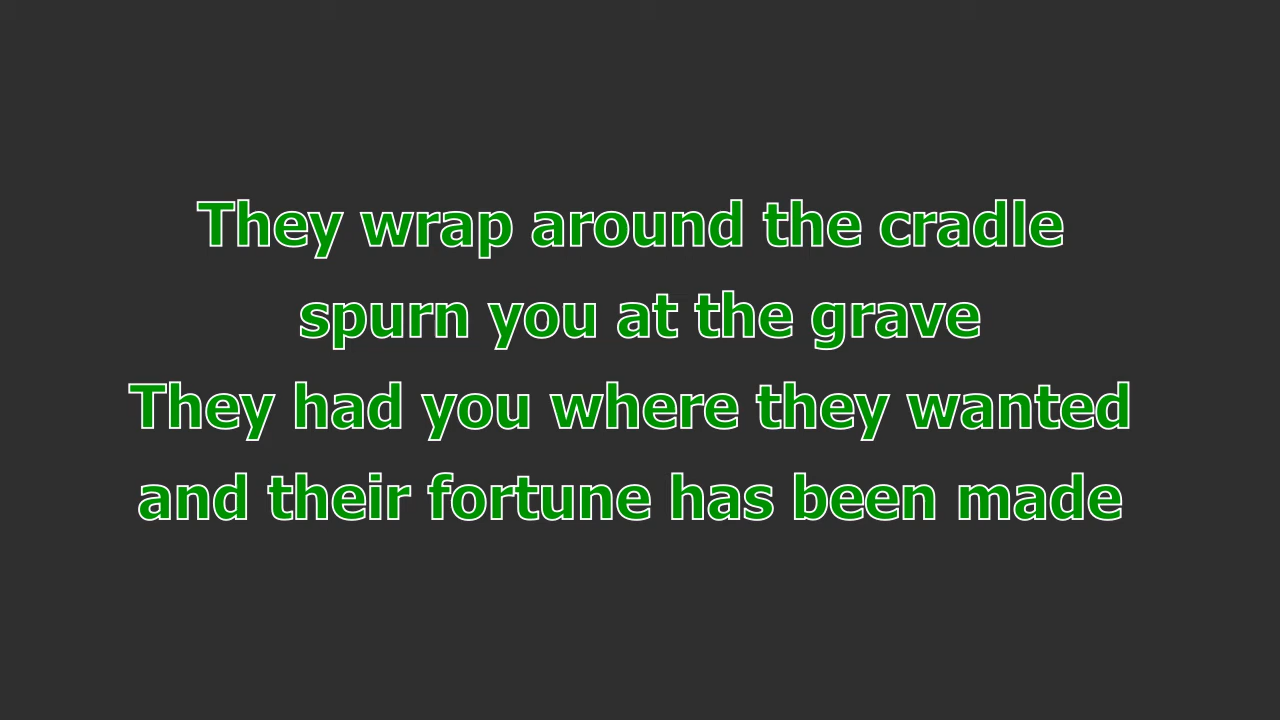 They wrap around the cradle
spurn you at the grave
They had you where they wanted
and their fortune has been made